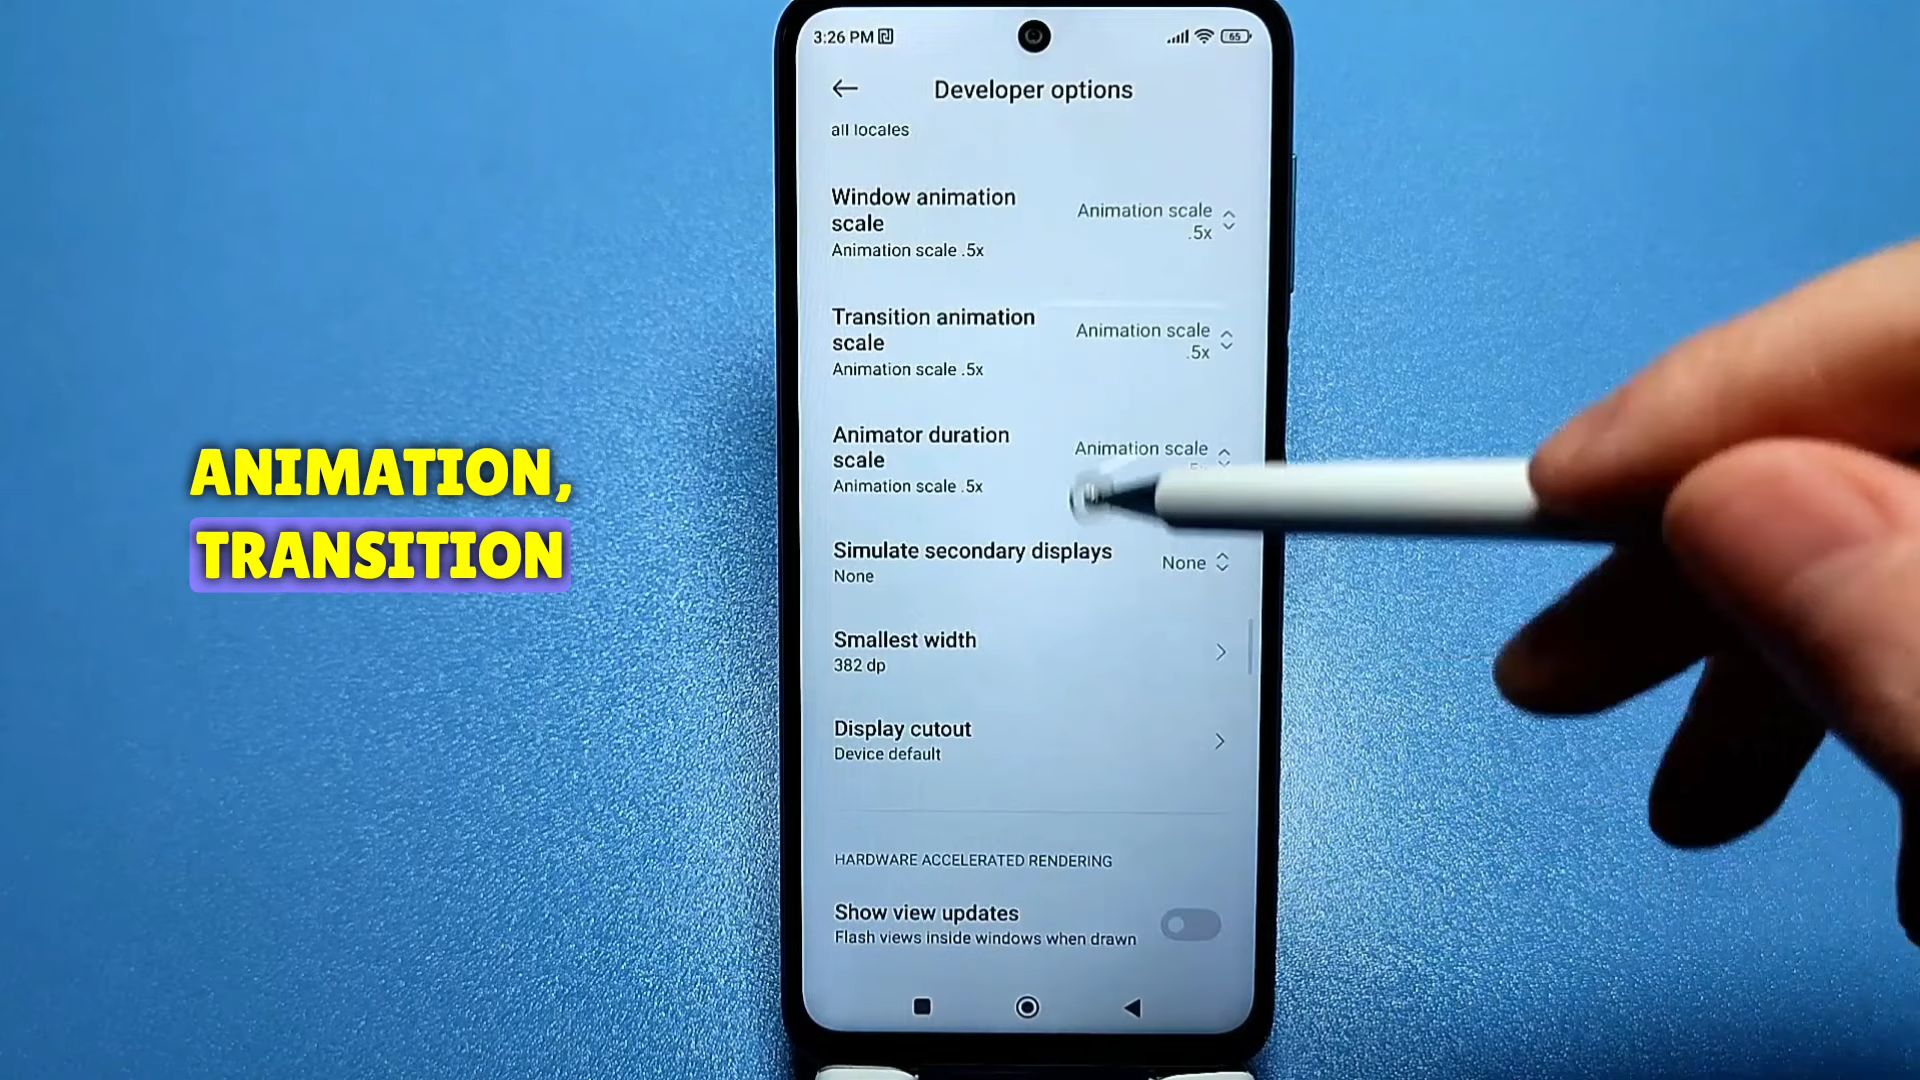 3:26 PM
65
Developer options
all locales
Window animation
scale
Animation scale .5x
Animation scale
.5x
Transition animation
scale
Animation scale .5x
Animation scale
.5x
Animator duration
scale
Animation scale .5x
Animation scale
ANIMATION,
TRANSITION
Simulate secondary displays
None
None
Smallest width
382 dp
Display cutout
Device default
HARDWARE ACCELERATED RENDERING
Show view updates
Flash views inside windows when drawn